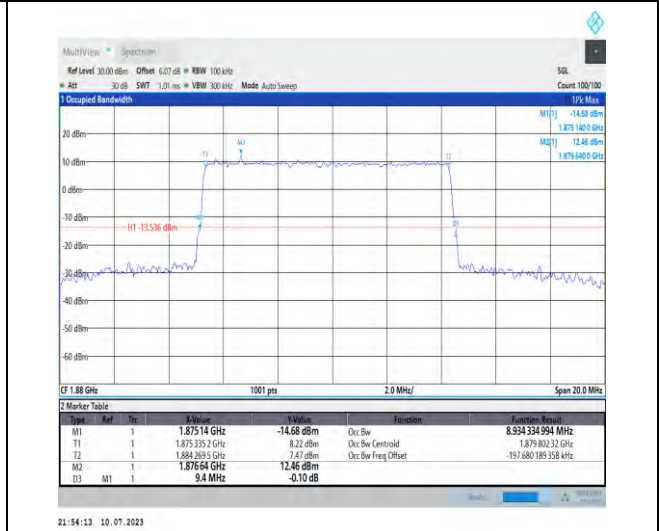 MultiView Spectrum
Ref Level 30.00 dBm Offset 6.07 dB RBW 100 kHz SGL
Att 30 dB SWT 1.01 ms VBW 300 kHz Mode Auto Sweep Count 100/100
1 Occupied Bandwidth 1Pk Max
M1[1] -14.68 dBm
1.875 140 0 GHz
M2[1] 12.46 dBm
1.876 640 0 GHz
20 dBm
M2
T1 T2
10 dBm
0 dBm
-10 dBm
H1 -13.536 dBm
-20 dBm
-30 dBm
-40 dBm
-50 dBm
-60 dBm
CF 1.88 GHz 1001 pts 2.0 MHz/ Span 20.0 MHz
2 Marker Table
Type Ref Trc X-Value Y-Value Function Function Result
M1 1 1.87514 GHz -14.68 dBm Occ Bw 8.934 334 994 MHz
T1 1 1.875 335 2 GHz 8.22 dBm Occ Bw Centroid 1.879 802 32 GHz
T2 1 1.884 269 5 GHz 7.47 dBm Occ Bw Freq Offset -197.680 189 358 kHz
M2 1 1.87664 GHz 12.46 dBm
D3 M1 1 9.4 MHz -0.10 dB
21:54:13 10.07.2023